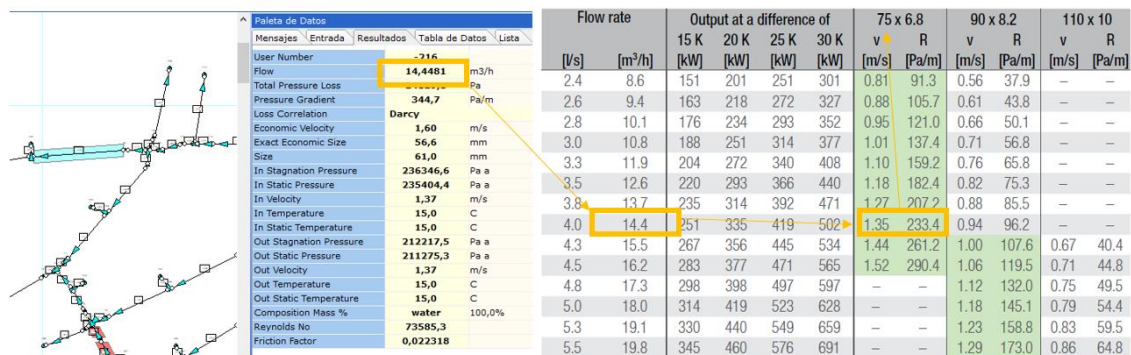 Paleta de Datos
Mensajes Entrada Resultados Tabla de Datos Lista
User Number -216
Flow 14,4481 m3/h
Total Pressure Loss Pa
Pressure Gradient 344,7 Pa/m
Loss Correlation Darcy
Economic Velocity 1,60 m/s
Exact Economic Size 56,6 mm
Size 61,0 mm
In Stagnation Pressure 236346,6 Pa a
In Static Pressure 235404,4 Pa a
In Velocity 1,37 m/s
In Temperature 15,0 C
In Static Temperature 15,0 C
Out Stagnation Pressure 212217,5 Pa a
Out Static Pressure 211275,3 Pa a
Out Velocity 1,37 m/s
Out Temperature 15,0 C
Out Static Temperature 15,0 C
Composition Mass % water 100,0%
Reynolds No 73585,3
Friction Factor 0,022318
Flow rate Output at a difference of 75 x 6.8 90 x 8.2 110 x 10
15 K 20 K 25 K 30 K v R v R v R
[l/s] [m³/h] [kW] [kW] [kW] [kW] [m/s] [Pa/m] [m/s] [Pa/m] [m/s] [Pa/m]
2.4 8.6 151 201 251 301 0.81 91.3 0.56 37.9 – –
2.6 9.4 163 218 272 327 0.88 105.7 0.61 43.8 – –
2.8 10.1 176 234 293 352 0.95 121.0 0.66 50.1 – –
3.0 10.8 188 251 314 377 1.01 137.4 0.71 56.8 – –
3.3 11.9 204 272 340 408 1.10 159.2 0.76 65.8 – –
3.5 12.6 220 293 366 440 1.18 182.4 0.82 75.3 – –
3.8 13.7 235 314 392 471 1.27 207.2 0.88 85.5 – –
4.0 14.4 251 335 419 502 1.35 233.4 0.94 96.2 – –
4.3 15.5 267 356 445 534 1.44 261.2 1.00 107.6 0.67 40.4
4.5 16.2 283 377 471 565 1.52 290.4 1.06 119.5 0.71 44.8
4.8 17.3 298 398 497 597 – – 1.12 132.0 0.75 49.5
5.0 18.0 314 419 523 628 – – 1.18 145.1 0.79 54.4
5.3 19.1 330 440 549 659 – – 1.23 158.8 0.83 59.5
5.5 19.8 345 460 576 691 – – 1.29 173.0 0.86 64.8